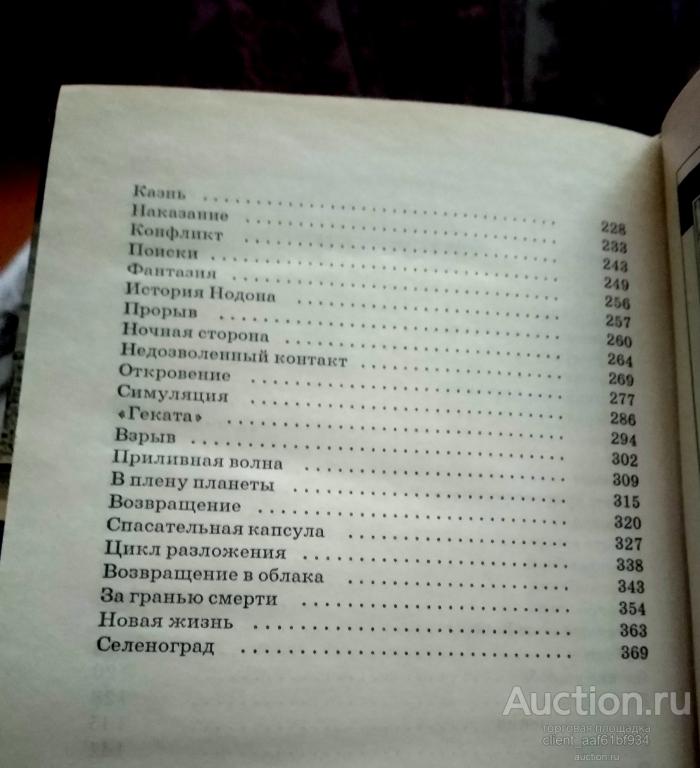 Казнь . . . . . . . . . . . . . . . . . . . . . . . . . . . . 228
Наказание . . . . . . . . . . . . . . . . . . . . . . . . . . 233
Конфликт . . . . . . . . . . . . . . . . . . . . . . . . . . 243
Поиски . . . . . . . . . . . . . . . . . . . . . . . . . . . . 249
Фантазия . . . . . . . . . . . . . . . . . . . . . . . . . . 256
История Нодона . . . . . . . . . . . . . . . . . . . . . . 257
Прорыв . . . . . . . . . . . . . . . . . . . . . . . . . . . 260
Ночная сторона . . . . . . . . . . . . . . . . . . . . . . 264
Недозволенный контакт . . . . . . . . . . . . . . . . 269
Откровение . . . . . . . . . . . . . . . . . . . . . . . . 277
Симуляция . . . . . . . . . . . . . . . . . . . . . . . . . 286
«Геката» . . . . . . . . . . . . . . . . . . . . . . . . . . 294
Взрыв . . . . . . . . . . . . . . . . . . . . . . . . . . . . 302
Приливная волна . . . . . . . . . . . . . . . . . . . . 309
В плену планеты . . . . . . . . . . . . . . . . . . . . . 315
Возвращение . . . . . . . . . . . . . . . . . . . . . . . 320
Спасательная капсула . . . . . . . . . . . . . . . . . 327
Цикл разложения . . . . . . . . . . . . . . . . . . . . 338
Возвращение в облака . . . . . . . . . . . . . . . . . 343
За гранью смерти . . . . . . . . . . . . . . . . . . . . 354
Новая жизнь . . . . . . . . . . . . . . . . . . . . . . . 363
Селеноград . . . . . . . . . . . . . . . . . . . . . . . . 369
Auction.ru
торговая площадка
client_aaf61bf934
auction.ru